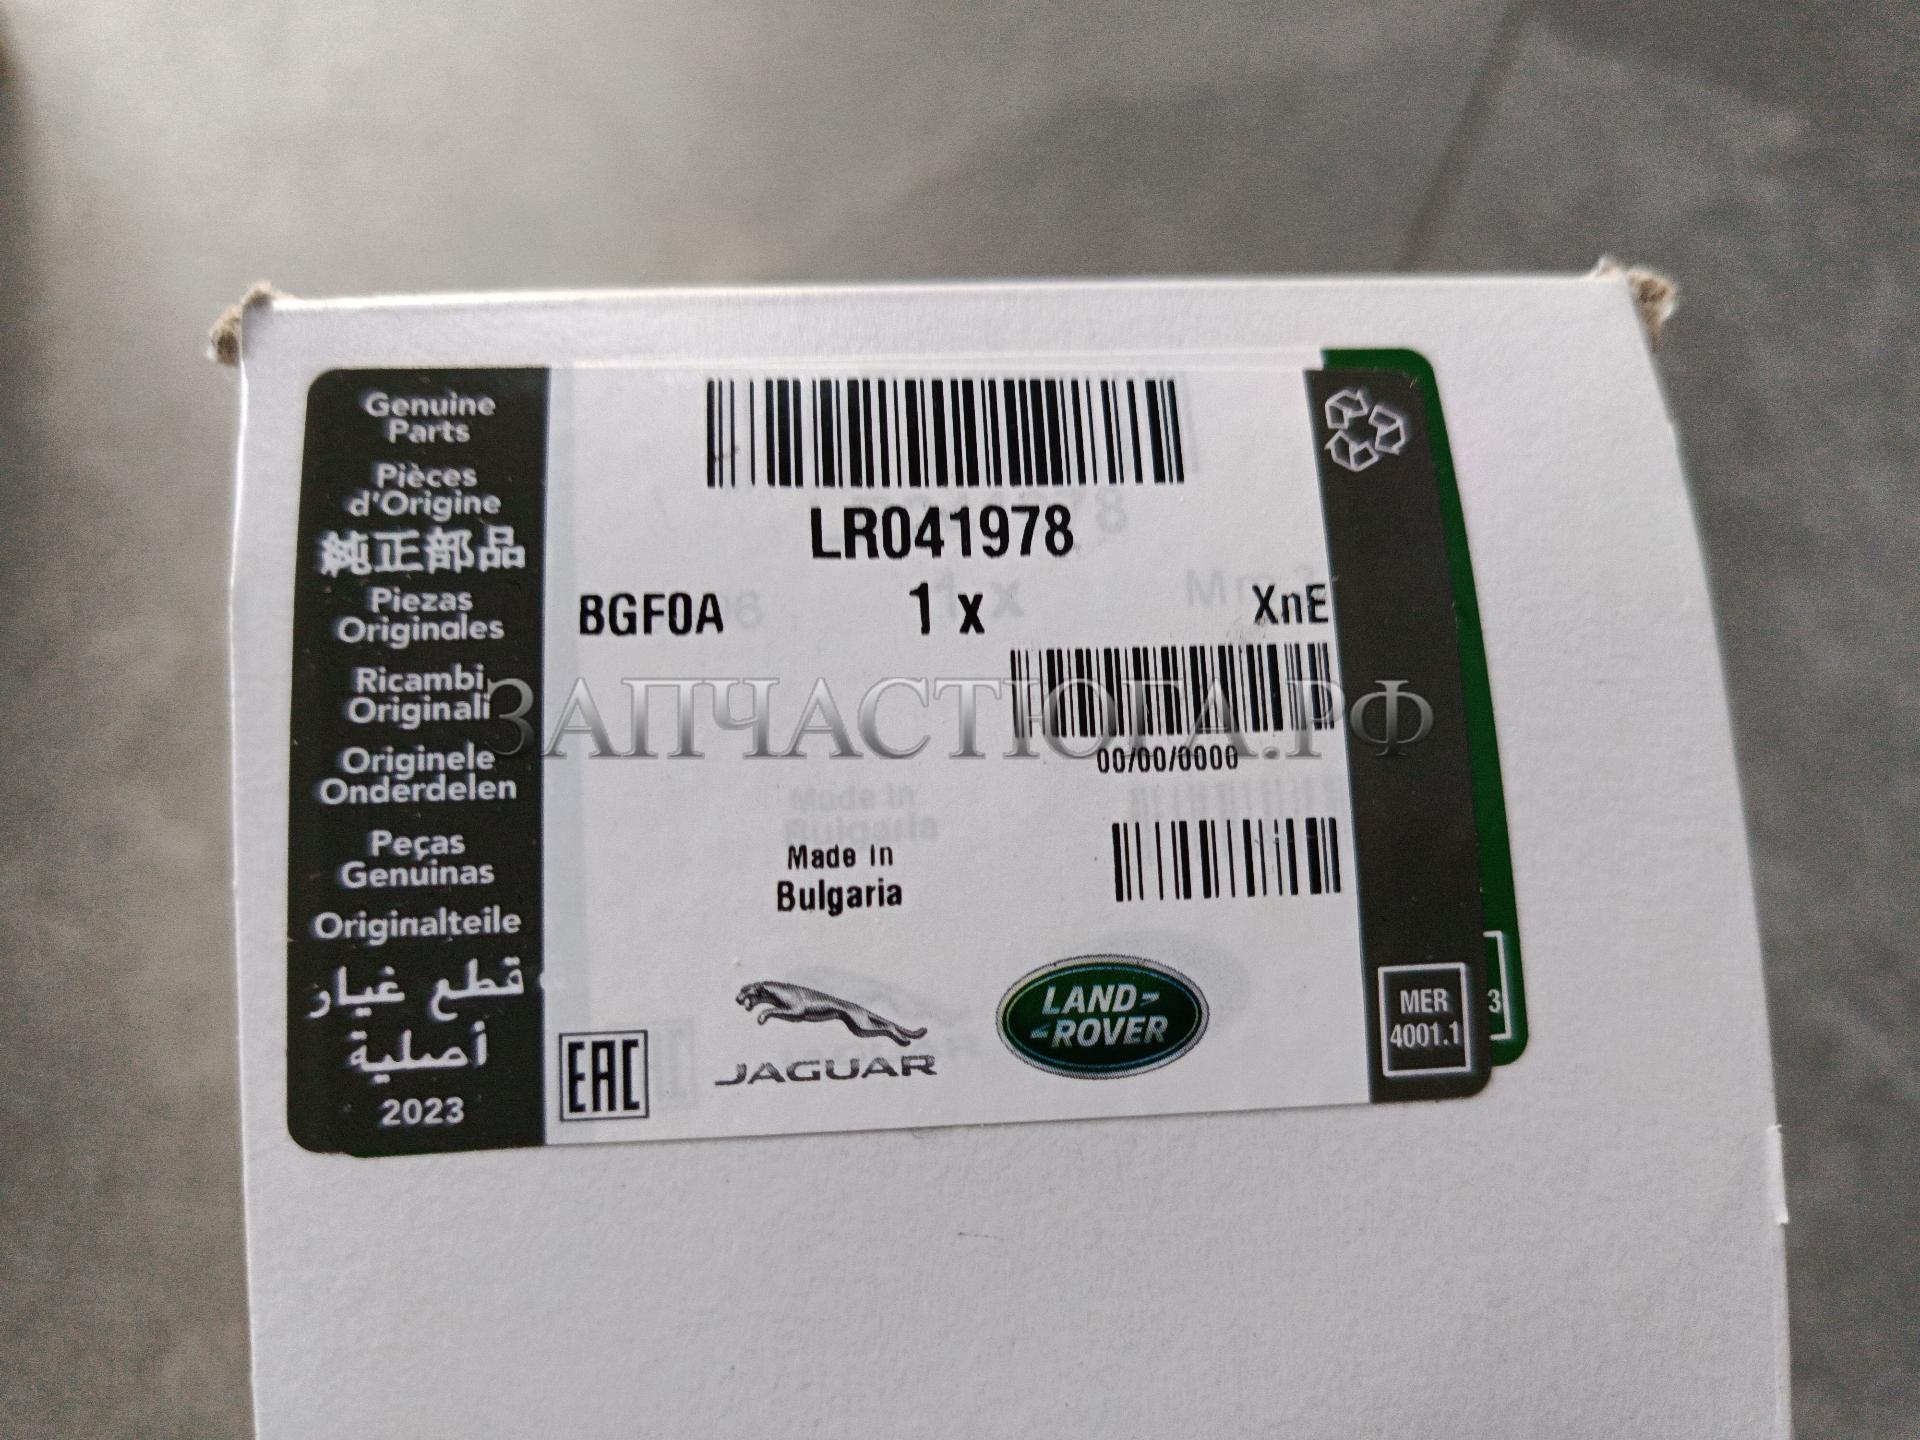 Genuine
Parts
Pièces
d'Origine
純正部品
Piezas
Originales
Ricambi
Originali
Originele
Onderdelen
Peças
Genuínas
Originalteile
قطع غيار
أصلية
2023
LR041978
BGF0A 1 x XnE
00/00/0000
Made In
Bulgaria
EAC
JAGUAR
LAND-
-ROVER
MER
4001.1
3
ЗАПЧАСТЮГА.РФ